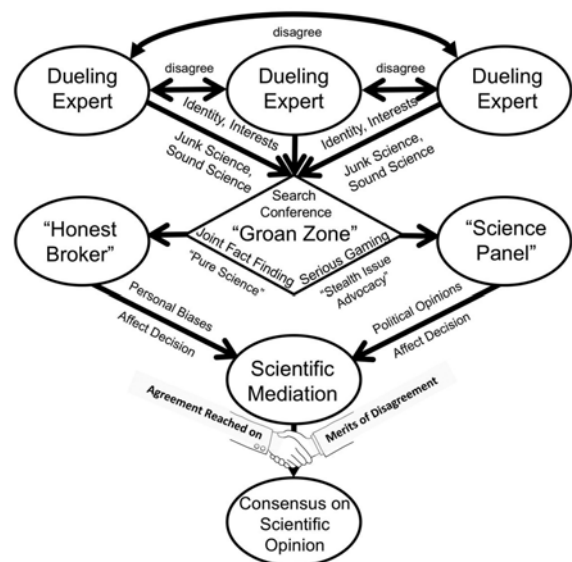 disagree
Dueling
Expert
disagree
Dueling
Expert
disagree
Dueling
Expert
Identity, Interests
Junk Science,
Sound Science
Identity, Interests
Junk Science,
Sound Science
Search
Conference
“Groan Zone”
Joint Fact Finding
“Pure Science”
Serious Gaming
“Stealth Issue
Advocacy”
“Honest
Broker”
“Science
Panel”
Personal Biases
Affect Decision
Political Opinions
Affect Decision
Scientific
Mediation
Agreement Reached on
Merits of Disagreement
Consensus on
Scientific
Opinion